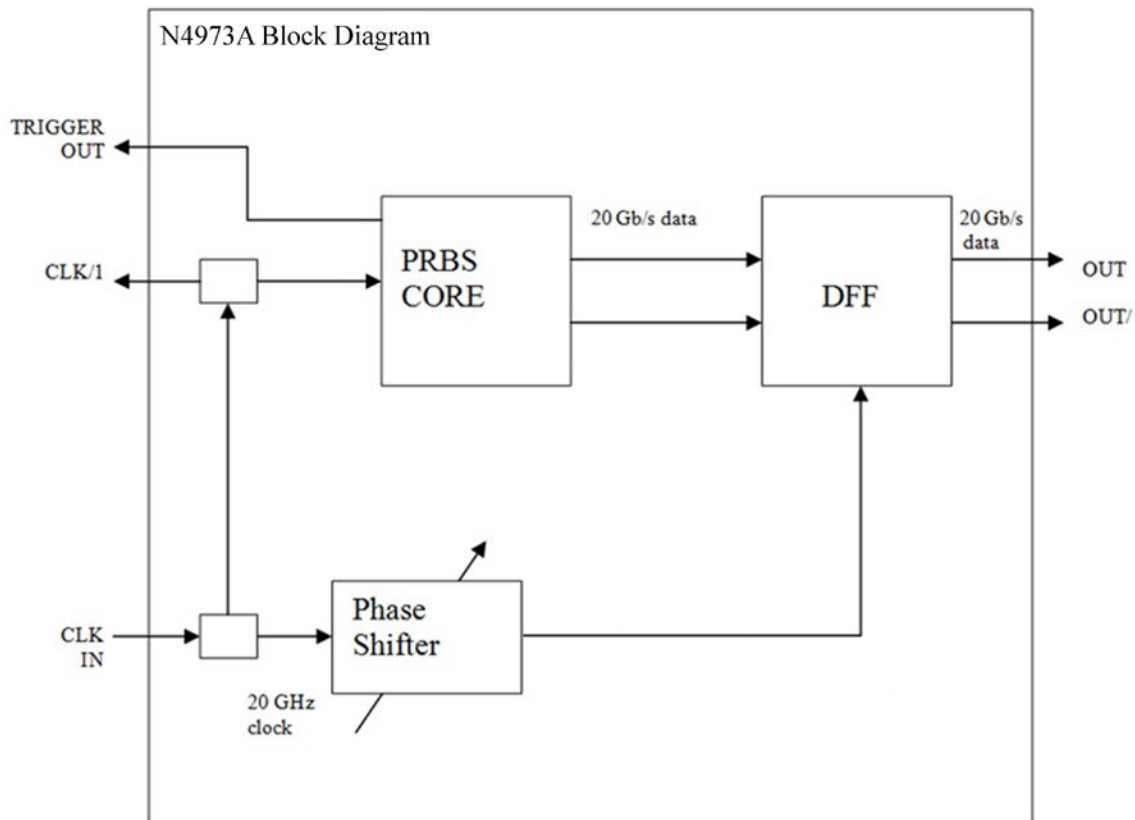 N4973A Block Diagram
TRIGGER
OUT
20 Gb/s data
20 Gb/s
data
CLK/1
PRBS
CORE
DFF
OUT
OUT/
CLK
IN
Phase
Shifter
20 GHz
clock